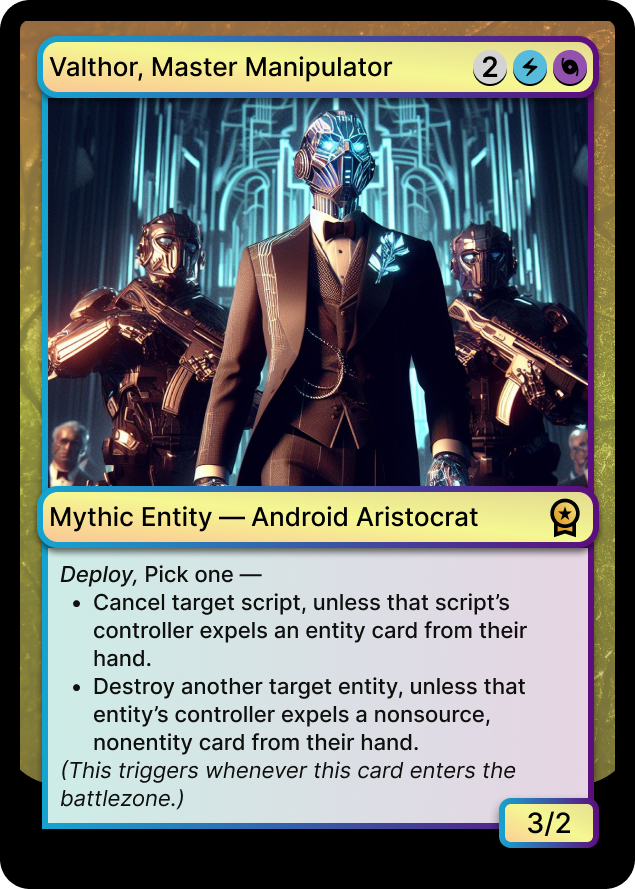 Valthor, Master Manipulator 2
Mythic Entity — Android Aristocrat
Deploy, Pick one —
• Cancel target script, unless that script’s
controller expels an entity card from their
hand.
• Destroy another target entity, unless that
entity’s controller expels a nonsource,
nonentity card from their hand.
(This triggers whenever this card enters the
battlezone.)
3/2